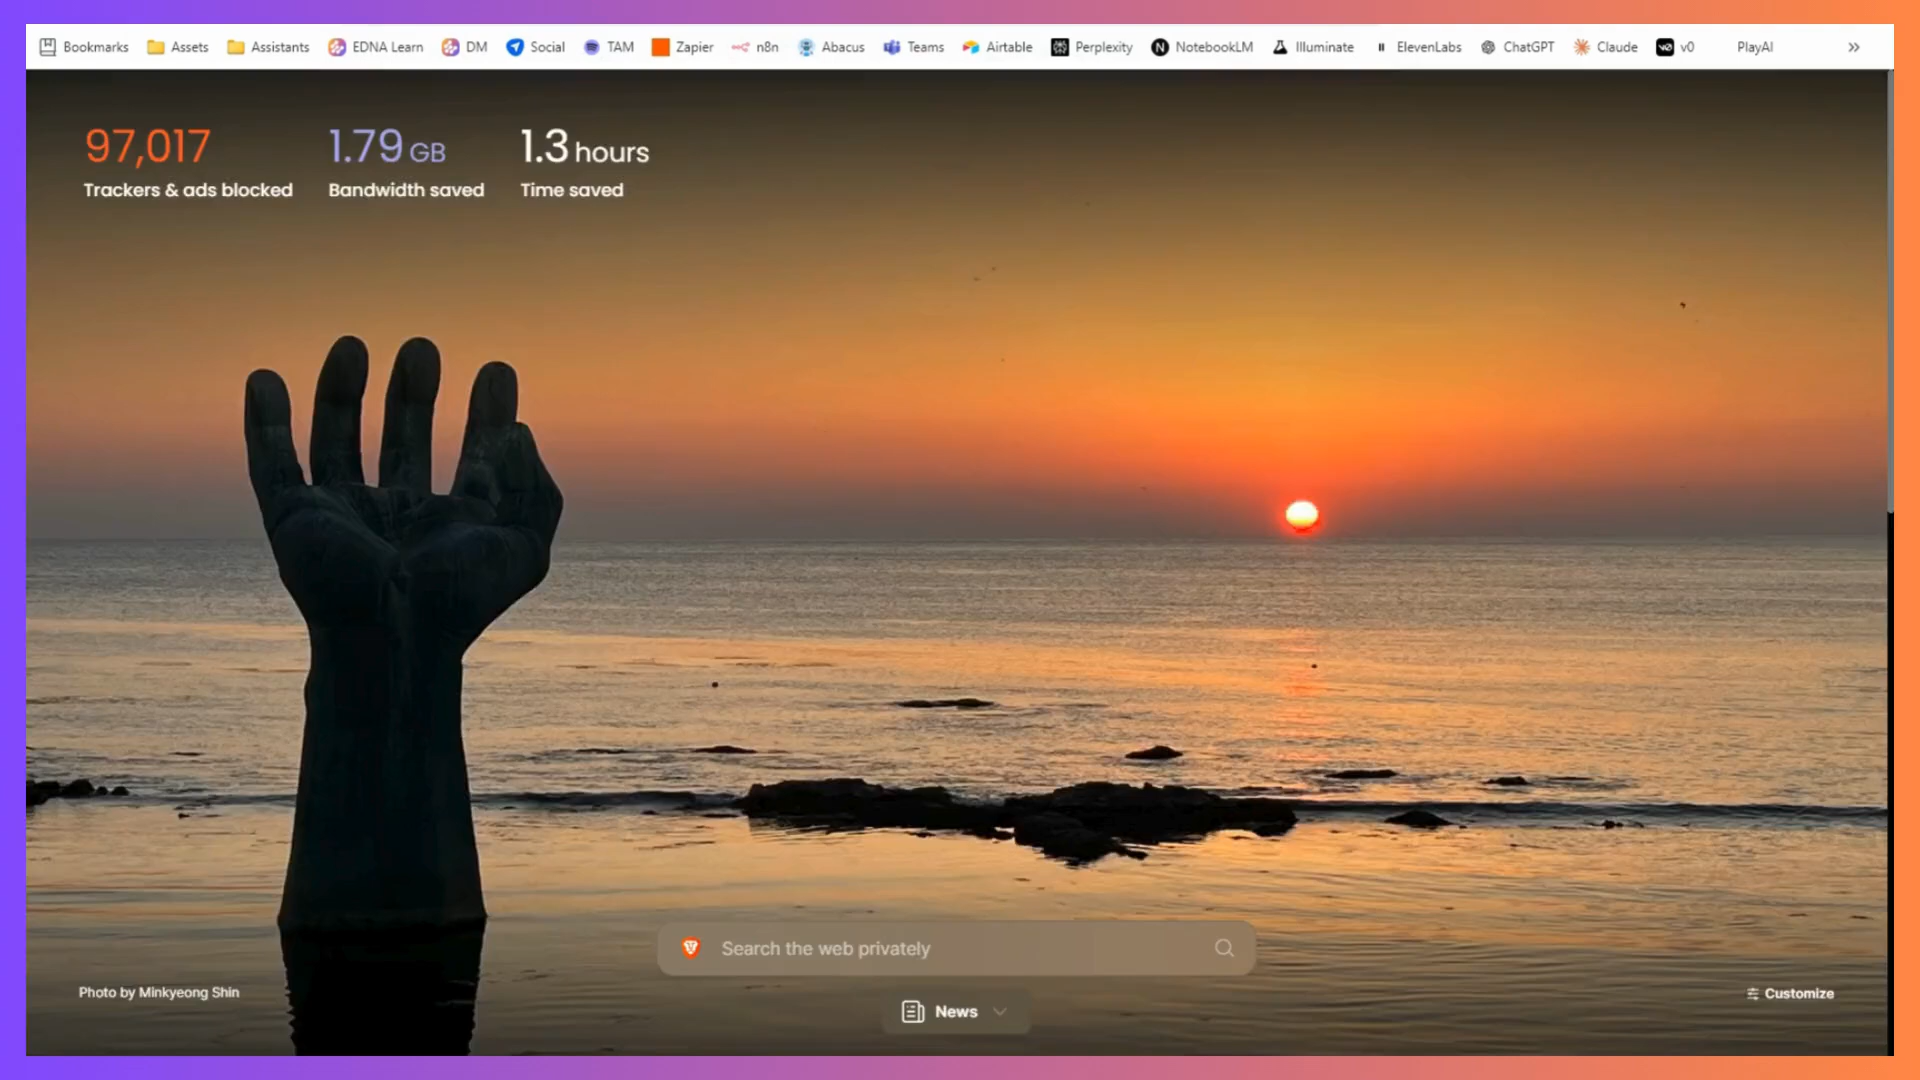 Bookmarks Assets Assistants EDNA Learn DM Social TAM Zapier n8n Abacus Teams Airtable Perplexity NotebookLM Illuminate ElevenLabs ChatGPT Claude v0 PlayAI
97,017 1.79 GB 1.3 hours
Trackers & ads blocked Bandwidth saved Time saved
Search the web privately
Photo by Minkyeong Shin Customize
News